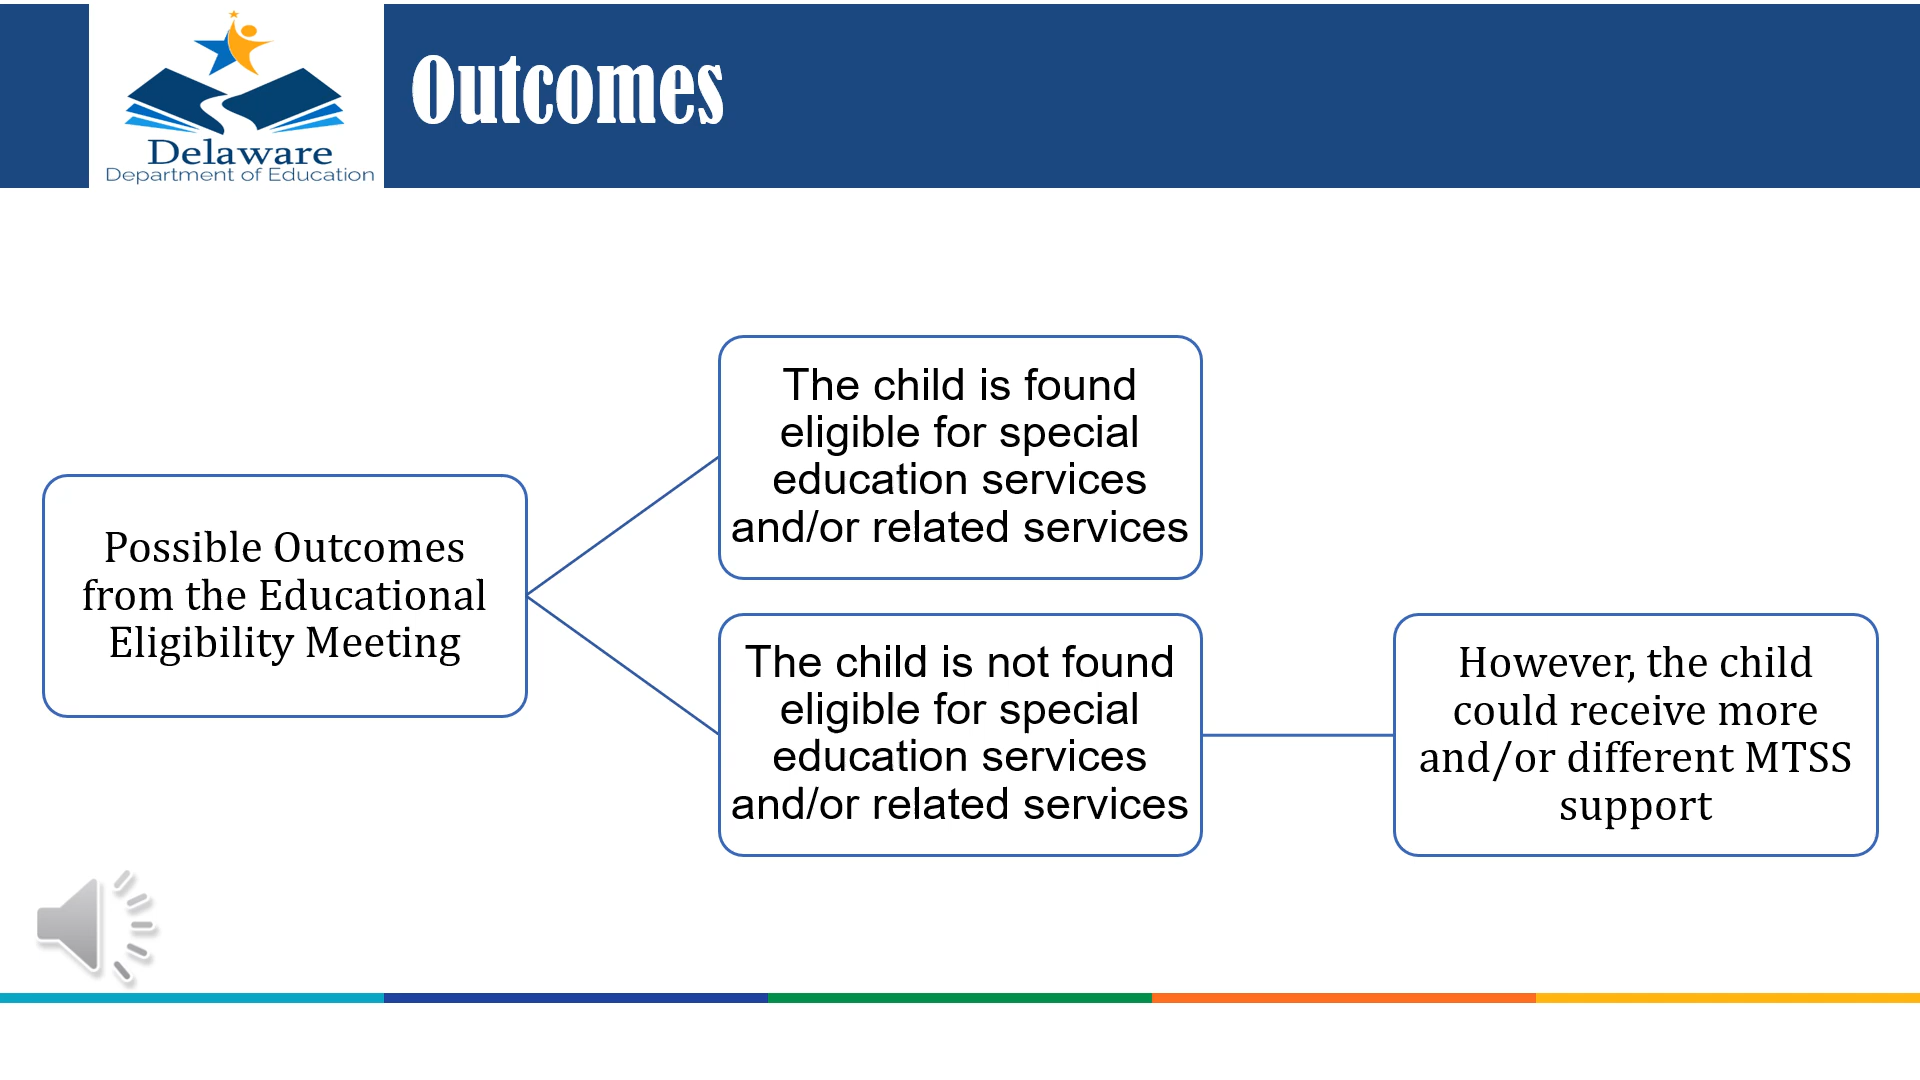 Outcomes
Delaware
Department of Education
Possible Outcomes
from the Educational
Eligibility Meeting
The child is found
eligible for special
education services
and/or related services
The child is not found
eligible for special
education services
and/or related services
However, the child
could receive more
and/or different MTSS
support